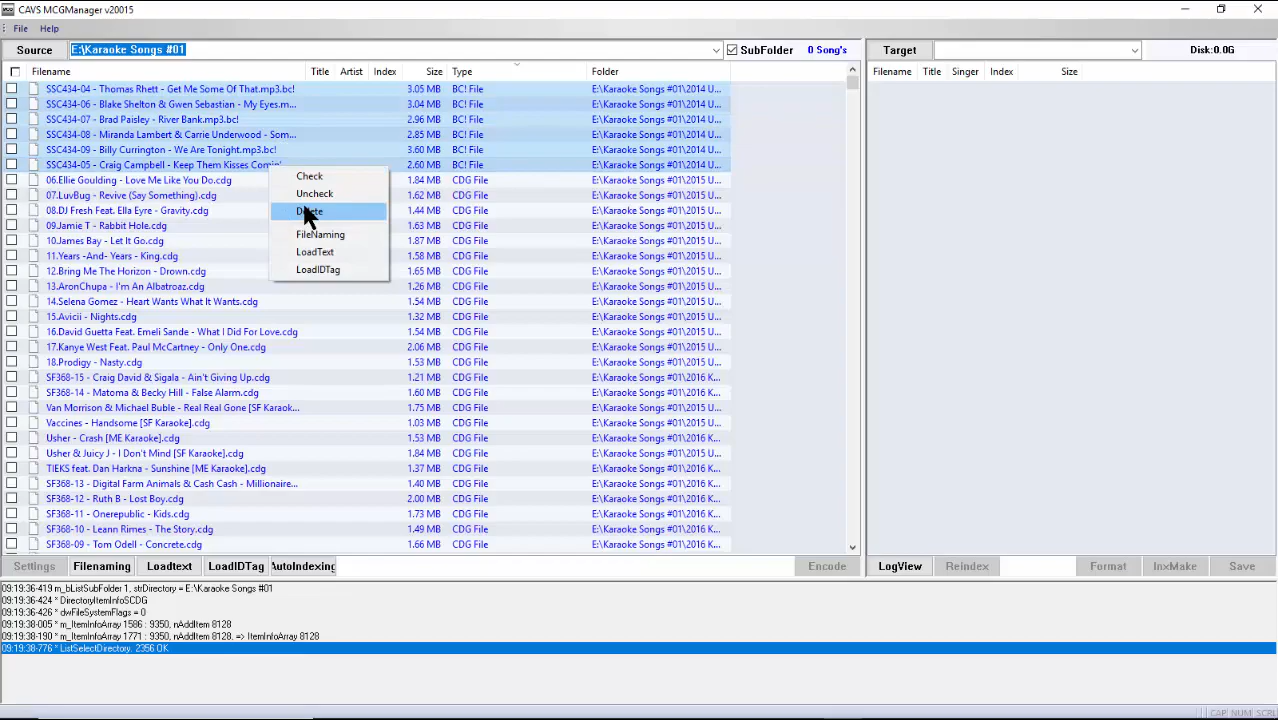 CAVS MCGManager v20015
File Help
Source E:\Karaoke Songs #01 SubFolder 0 Song's Target Disk:0.0G
Filename Title Artist Index Size Type Folder Filename Title Singer Index Size
SSC434-04 - Thomas Rhett - Get Me Some Of That.mp3.bc! 3.05 MB BC! File E:\Karaoke Songs #01\2014 U...
SSC434-06 - Blake Shelton & Gwen Sebastian - My Eyes.m... 3.04 MB BC! File E:\Karaoke Songs #01\2014 U...
SSC434-07 - Brad Paisley - River Bank.mp3.bc! 2.96 MB BC! File E:\Karaoke Songs #01\2014 U...
SSC434-08 - Miranda Lambert & Carrie Underwood - Som... 2.85 MB BC! File E:\Karaoke Songs #01\2014 U...
SSC434-09 - Billy Currington - We Are Tonight.mp3.bc! 3.60 MB BC! File E:\Karaoke Songs #01\2014 U...
SSC434-05 - Craig Campbell - Keep Them Kisses Comin' 2.60 MB BC! File E:\Karaoke Songs #01\2014 U...
06.Ellie Goulding - Love Me Like You Do.cdg 1.84 MB CDG File E:\Karaoke Songs #01\2015 U...
07.LuvBug - Revive (Say Something).cdg 1.62 MB CDG File E:\Karaoke Songs #01\2015 U...
08.DJ Fresh Feat. Ella Eyre - Gravity.cdg 1.44 MB CDG File E:\Karaoke Songs #01\2015 U...
09.Jamie T - Rabbit Hole.cdg 1.63 MB CDG File E:\Karaoke Songs #01\2015 U...
10.James Bay - Let It Go.cdg 1.87 MB CDG File E:\Karaoke Songs #01\2015 U...
11.Years -And- Years - King.cdg 1.58 MB CDG File E:\Karaoke Songs #01\2015 U...
12.Bring Me The Horizon - Drown.cdg 1.65 MB CDG File E:\Karaoke Songs #01\2015 U...
13.AronChupa - I'm An Albatroaz.cdg 1.26 MB CDG File E:\Karaoke Songs #01\2015 U...
14.Selena Gomez - Heart Wants What It Wants.cdg 1.54 MB CDG File E:\Karaoke Songs #01\2015 U...
15.Avicii - Nights.cdg 1.32 MB CDG File E:\Karaoke Songs #01\2015 U...
16.David Guetta Feat. Emeli Sande - What I Did For Love.cdg 1.54 MB CDG File E:\Karaoke Songs #01\2015 U...
17.Kanye West Feat. Paul McCartney - Only One.cdg 2.06 MB CDG File E:\Karaoke Songs #01\2015 U...
18.Prodigy - Nasty.cdg 1.53 MB CDG File E:\Karaoke Songs #01\2015 U...
SF368-15 - Craig David & Sigala - Ain't Giving Up.cdg 1.21 MB CDG File E:\Karaoke Songs #01\2016 K...
SF368-14 - Matoma & Becky Hill - False Alarm.cdg 1.60 MB CDG File E:\Karaoke Songs #01\2016 K...
Van Morrison & Michael Buble - Real Real Gone [SF Karaok... 1.75 MB CDG File E:\Karaoke Songs #01\2015 U...
Vaccines - Handsome [SF Karaoke].cdg 1.03 MB CDG File E:\Karaoke Songs #01\2015 U...
Usher - Crash [ME Karaoke].cdg 1.53 MB CDG File E:\Karaoke Songs #01\2016 K...
Usher & Juicy J - I Don't Mind [SF Karaoke].cdg 1.84 MB CDG File E:\Karaoke Songs #01\2015 U...
TIEKS feat. Dan Harkna - Sunshine [ME Karaoke].cdg 1.37 MB CDG File E:\Karaoke Songs #01\2016 K...
SF368-13 - Digital Farm Animals & Cash Cash - Millionaire... 1.40 MB CDG File E:\Karaoke Songs #01\2016 K...
SF368-12 - Ruth B - Lost Boy.cdg 2.00 MB CDG File E:\Karaoke Songs #01\2016 K...
SF368-11 - Onerepublic - Kids.cdg 1.73 MB CDG File E:\Karaoke Songs #01\2016 K...
SF368-10 - Leann Rimes - The Story.cdg 1.49 MB CDG File E:\Karaoke Songs #01\2016 K...
SF368-09 - Tom Odell - Concrete.cdg 1.66 MB CDG File E:\Karaoke Songs #01\2016 K...
Check
Uncheck
Delete
FileNaming
LoadText
LoadIDTag
Settings Filenaming Loadtext LoadIDTag AutoIndexing Encode LogView Reindex Format InxMake Save
09:19:36-419 m_bListSubFolder 1, strDirectory = E:\Karaoke Songs #01
09:19:36-424 * DirectoryItemInfoSCDG
09:19:36-426 * dwFileSystemFlags = 0
09:19:38-005 * m_ItemInfoArray 1586 : 9350, nAddItem 8128
09:19:38-190 * m_ItemInfoArray 1771 : 9350, nAddItem 8128, => ItemInfoArray 8128
09:19:38-776 * ListSelectDirectory. 2356 OK
CAP NUM SCRL